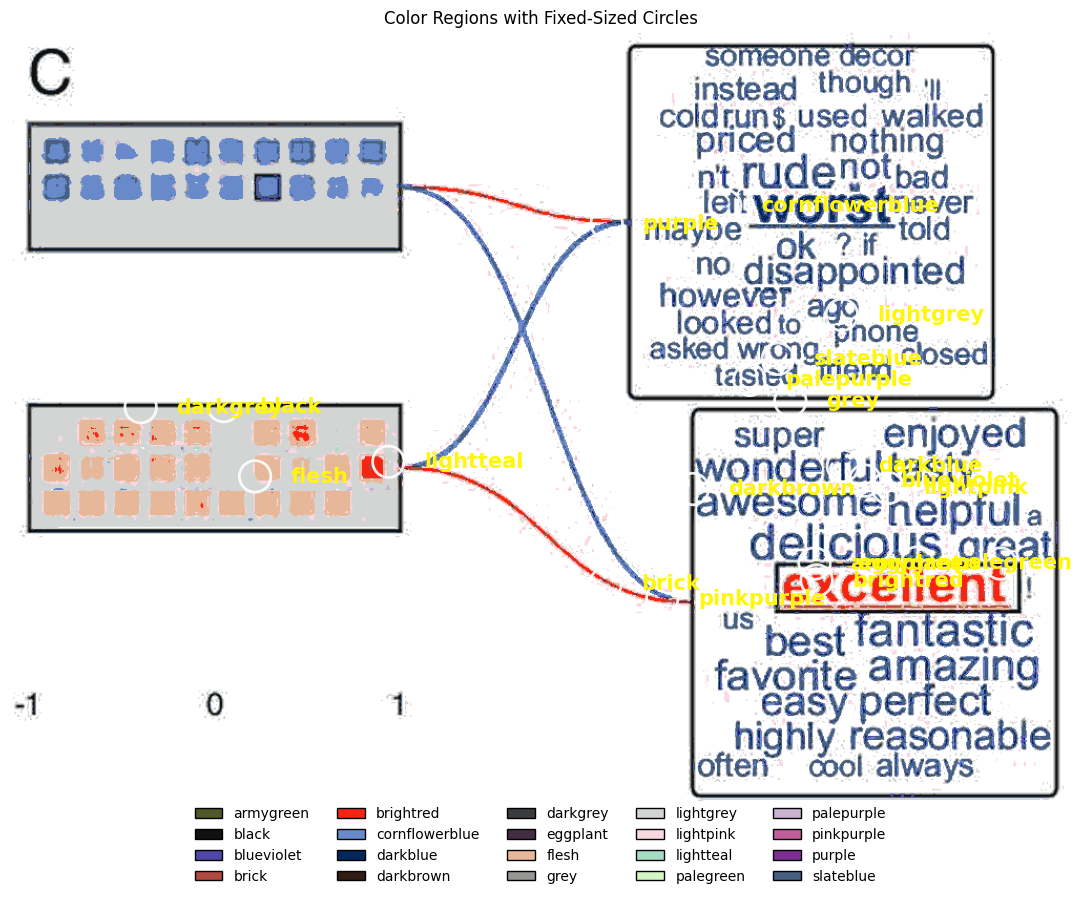 Color Regions with Fixed-Sized Circles
C
someone decor
instead though 'll
cold run $ used walked
priced nothing
n't rude not bad
left worst
cornflowerblue
purple
maybe told
ok ? if
no disappointed
however ago
lightgrey
looked to phone
asked wrong closed
slateblue
tasted friend
palepurple
grey
darkgrey black
lightteal
flesh
super enjoyed
wonderful
darkblue
blueviolet
darkbrown lightpink
awesome helpful a
delicious great
palegreen
excellent !
brightred
brick
pinkpurple
us
best fantastic
favorite amazing
easy perfect
highly reasonable
often cool always
-1 0 1
armygreen brightred darkgrey lightgrey palepurple
black cornflowerblue eggplant lightpink pinkpurple
blueviolet darkblue flesh lightteal purple
brick darkbrown grey palegreen slateblue